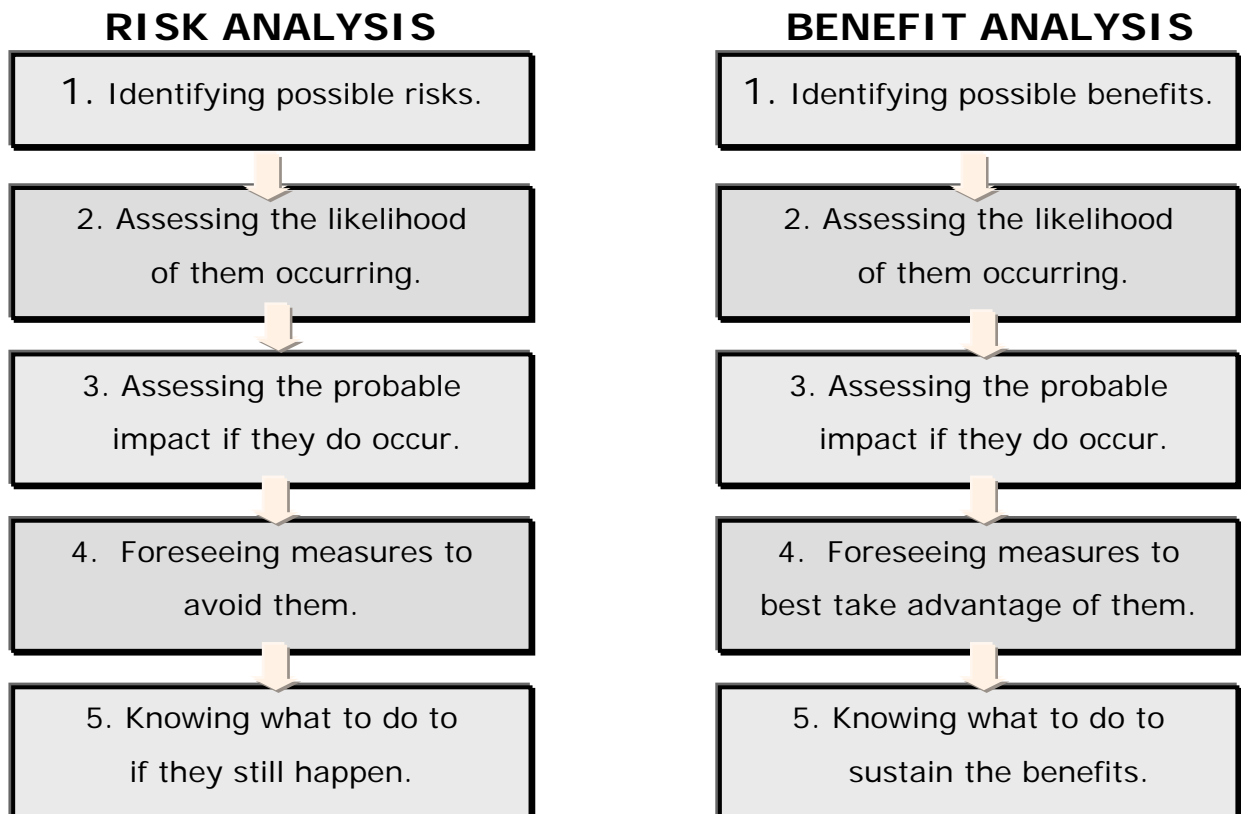 RISK ANALYSIS
1. Identifying possible risks.
2. Assessing the likelihood
of them occurring.
3. Assessing the probable
impact if they do occur.
4. Foreseeing measures to
avoid them.
5. Knowing what to do to
if they still happen.
BENEFIT ANALYSIS
1. Identifying possible benefits.
2. Assessing the likelihood
of them occurring.
3. Assessing the probable
impact if they do occur.
4. Foreseeing measures to
best take advantage of them.
5. Knowing what to do to
sustain the benefits.